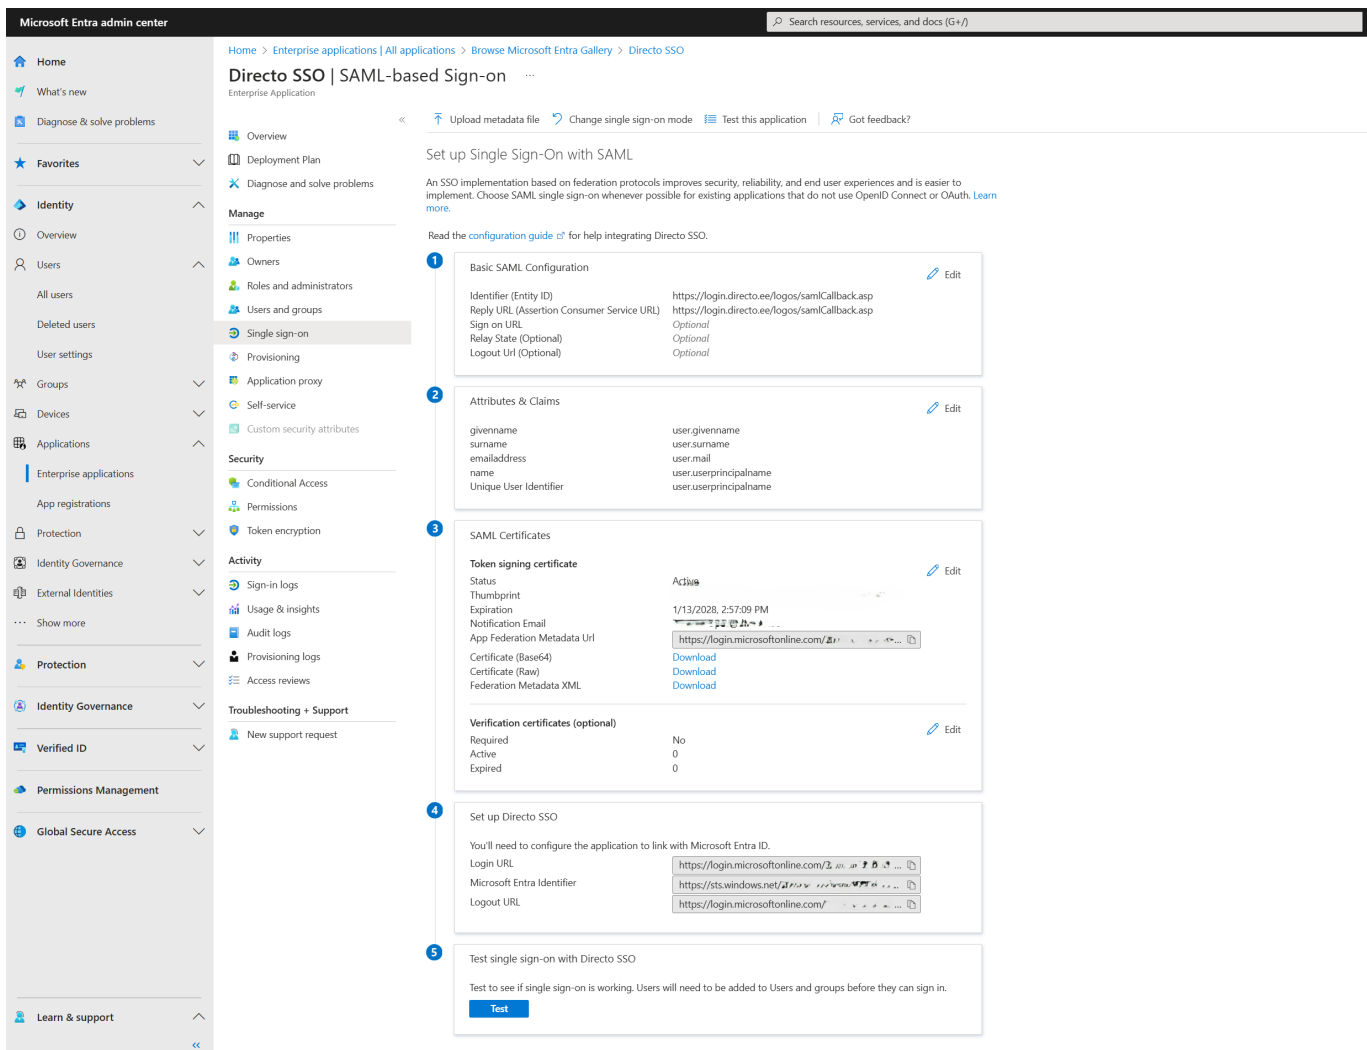 Microsoft Entra admin center
Search resources, services, and docs (G+/)
Home
What's new
Diagnose & solve problems
Favorites
Identity
Overview
Users
All users
Deleted users
User settings
Groups
Devices
Applications
Enterprise applications
App registrations
Protection
Identity Governance
External Identities
Show more
Protection
Identity Governance
Verified ID
Permissions Management
Global Secure Access
Learn & support
Home > Enterprise applications | All applications > Browse Microsoft Entra Gallery > Directo SSO
Directo SSO | SAML-based Sign-on ...
Enterprise Application
Overview
Deployment Plan
Diagnose and solve problems
Manage
Properties
Owners
Roles and administrators
Users and groups
Single sign-on
Provisioning
Application proxy
Self-service
Custom security attributes
Security
Conditional Access
Permissions
Token encryption
Activity
Sign-in logs
Usage & insights
Audit logs
Provisioning logs
Access reviews
Troubleshooting + Support
New support request
Upload metadata file Change single sign-on mode Test this application Got feedback?
Set up Single Sign-On with SAML
An SSO implementation based on federation protocols improves security, reliability, and end user experiences and is easier to
implement. Choose SAML single sign-on whenever possible for existing applications that do not use OpenID Connect or OAuth. Learn
more.
Read the configuration guide for help integrating Directo SSO.
1
Basic SAML Configuration
Edit
Identifier (Entity ID) https://login.directo.ee/logos/samlCallback.asp
Reply URL (Assertion Consumer Service URL) https://login.directo.ee/logos/samlCallback.asp
Sign on URL Optional
Relay State (Optional) Optional
Logout Url (Optional) Optional
2
Attributes & Claims
Edit
givenname user.givenname
surname user.surname
emailaddress user.mail
name user.userprincipalname
Unique User Identifier user.userprincipalname
3
SAML Certificates
Token signing certificate
Edit
Status Active
Thumbprint
Expiration 1/13/2028, 2:57:09 PM
Notification Email
App Federation Metadata Url https://login.microsoftonline.com/ ...
Certificate (Base64) Download
Certificate (Raw) Download
Federation Metadata XML Download
Verification certificates (optional)
Edit
Required No
Active 0
Expired 0
4
Set up Directo SSO
You'll need to configure the application to link with Microsoft Entra ID.
Login URL https://login.microsoftonline.com/ ...
Microsoft Entra Identifier https://sts.windows.net/ ...
Logout URL https://login.microsoftonline.com/ ...
5
Test single sign-on with Directo SSO
Test to see if single sign-on is working. Users will need to be added to Users and groups before they can sign in.
Test